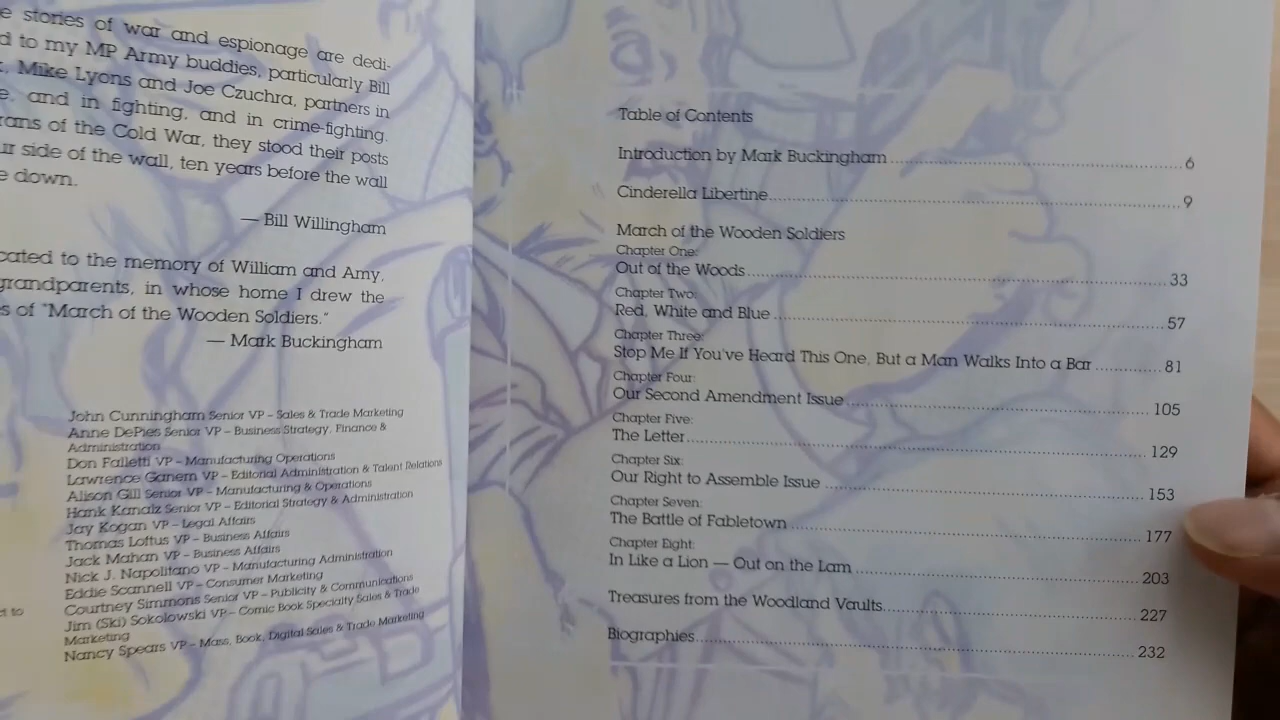 e stories of war and espionage are dedi-
d to my MP Army buddies, particularly Bill
Mike Lyons and Joe Czuchra, partners in
e, and in fighting, and in crime-fighting.
rans of the Cold War, they stood their posts
ur side of the wall, ten years before the wall
e down.
— Bill Willingham
cated to the memory of William and Amy,
grandparents, in whose home I drew the
s of "March of the Wooden Soldiers."
— Mark Buckingham
John Cunningham Senior VP – Sales & Trade Marketing
Anne DePies Senior VP – Business Strategy, Finance &
Administration
Don Falletti VP – Manufacturing Operations
Lawrence Ganem VP – Editorial Administration & Talent Relations
Alison Gill Senior VP – Manufacturing & Operations
Hank Kanalz Senior VP – Editorial Strategy & Administration
Jay Kogan VP – Legal Affairs
Thomas Loftus VP – Business Affairs
Jack Mahan VP – Business Affairs
Nick J. Napolitano VP – Manufacturing Administration
Eddie Scannell VP – Consumer Marketing
Courtney Simmons Senior VP – Publicity & Communications
Jim (Ski) Sokolowski VP – Comic Book Specialty Sales & Trade
Marketing
Nancy Spears VP – Mass, Book, Digital Sales & Trade Marketing
to
Table of Contents
Introduction by Mark Buckingham 6
Cinderella Libertine 9
March of the Wooden Soldiers
Chapter One:
Out of the Woods 33
Chapter Two:
Red, White and Blue 57
Chapter Three:
Stop Me If You've Heard This One, But a Man Walks Into a Bar 81
Chapter Four:
Our Second Amendment Issue 105
Chapter Five:
The Letter 129
Chapter Six:
Our Right to Assemble Issue 153
Chapter Seven:
The Battle of Fabletown 177
Chapter Eight:
In Like a Lion — Out on the Lam 203
Treasures from the Woodland Vaults 227
Biographies 232